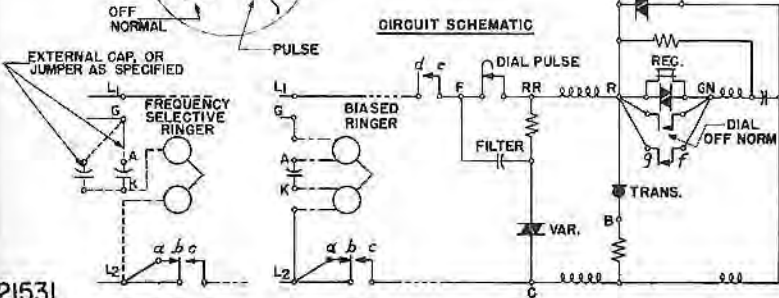 OFF
NORMAL
PULSE
CIRCUIT SCHEMATIC
EXTERNAL CAP. OR
JUMPER AS SPECIFIED
L1
G
FREQUENCY
SELECTIVE
RINGER
A
K
L2
a b c
L1
G
BIASED
RINGER
A
K
L2
a b c
d e
F
DIAL PULSE
RR
FILTER
VAR.
C
R
REC.
GN
DIAL
OFF NORM
g f
TRANS.
B
21531